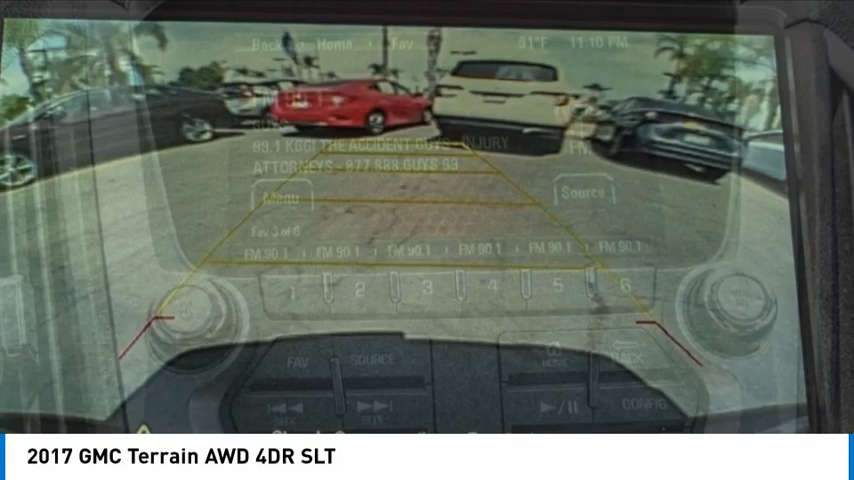 Back Home Fav 91°F 11:10 PM
99.1 KGGI THE ACCIDENT GUYS - INJURY
ATTORNEYS - 877 888 GUYS 99
Menu Source
Fav 3 of 6
FM 90.1 FM 90.1 FM 90.1 FM 90.1 FM 90.1 FM 90.1
1 2 3 4 5 6
FAV SOURCE HOME BACK
CONFIG
2017 GMC Terrain AWD 4DR SLT